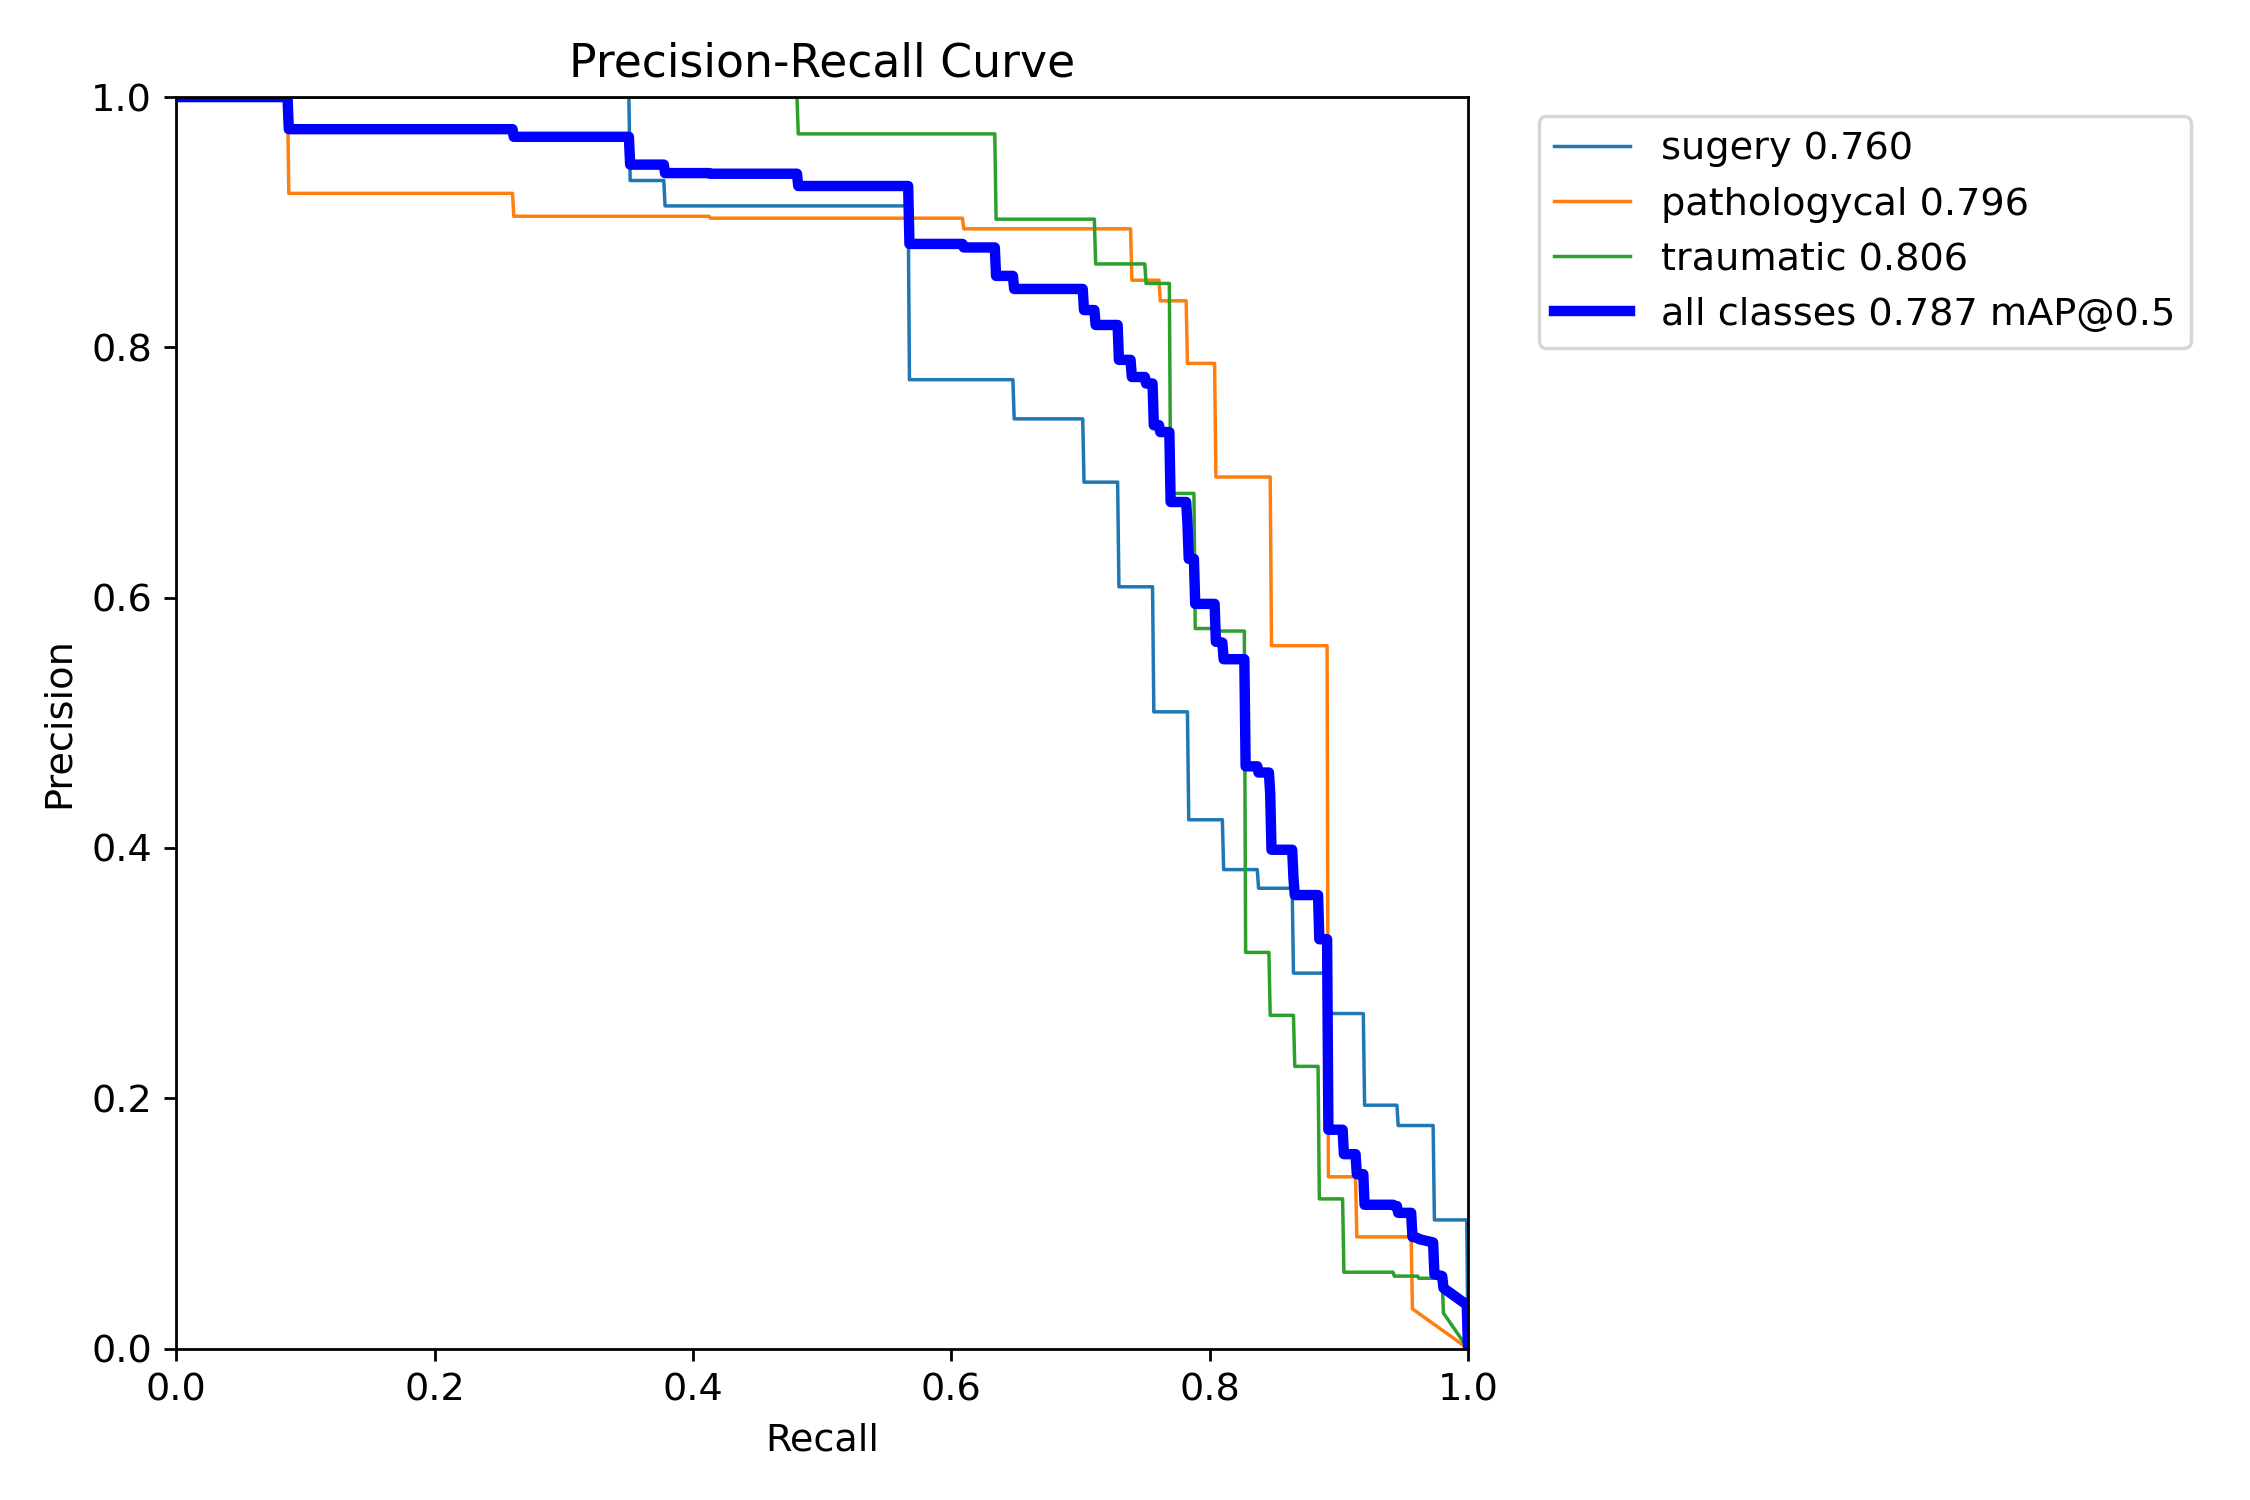 Precision-Recall Curve
1.0
0.8
0.6
0.4
0.2
0.0
Precision
0.0 0.2 0.4 0.6 0.8 1.0
Recall
sugery 0.760
pathologycal 0.796
traumatic 0.806
all classes 0.787 mAP@0.5